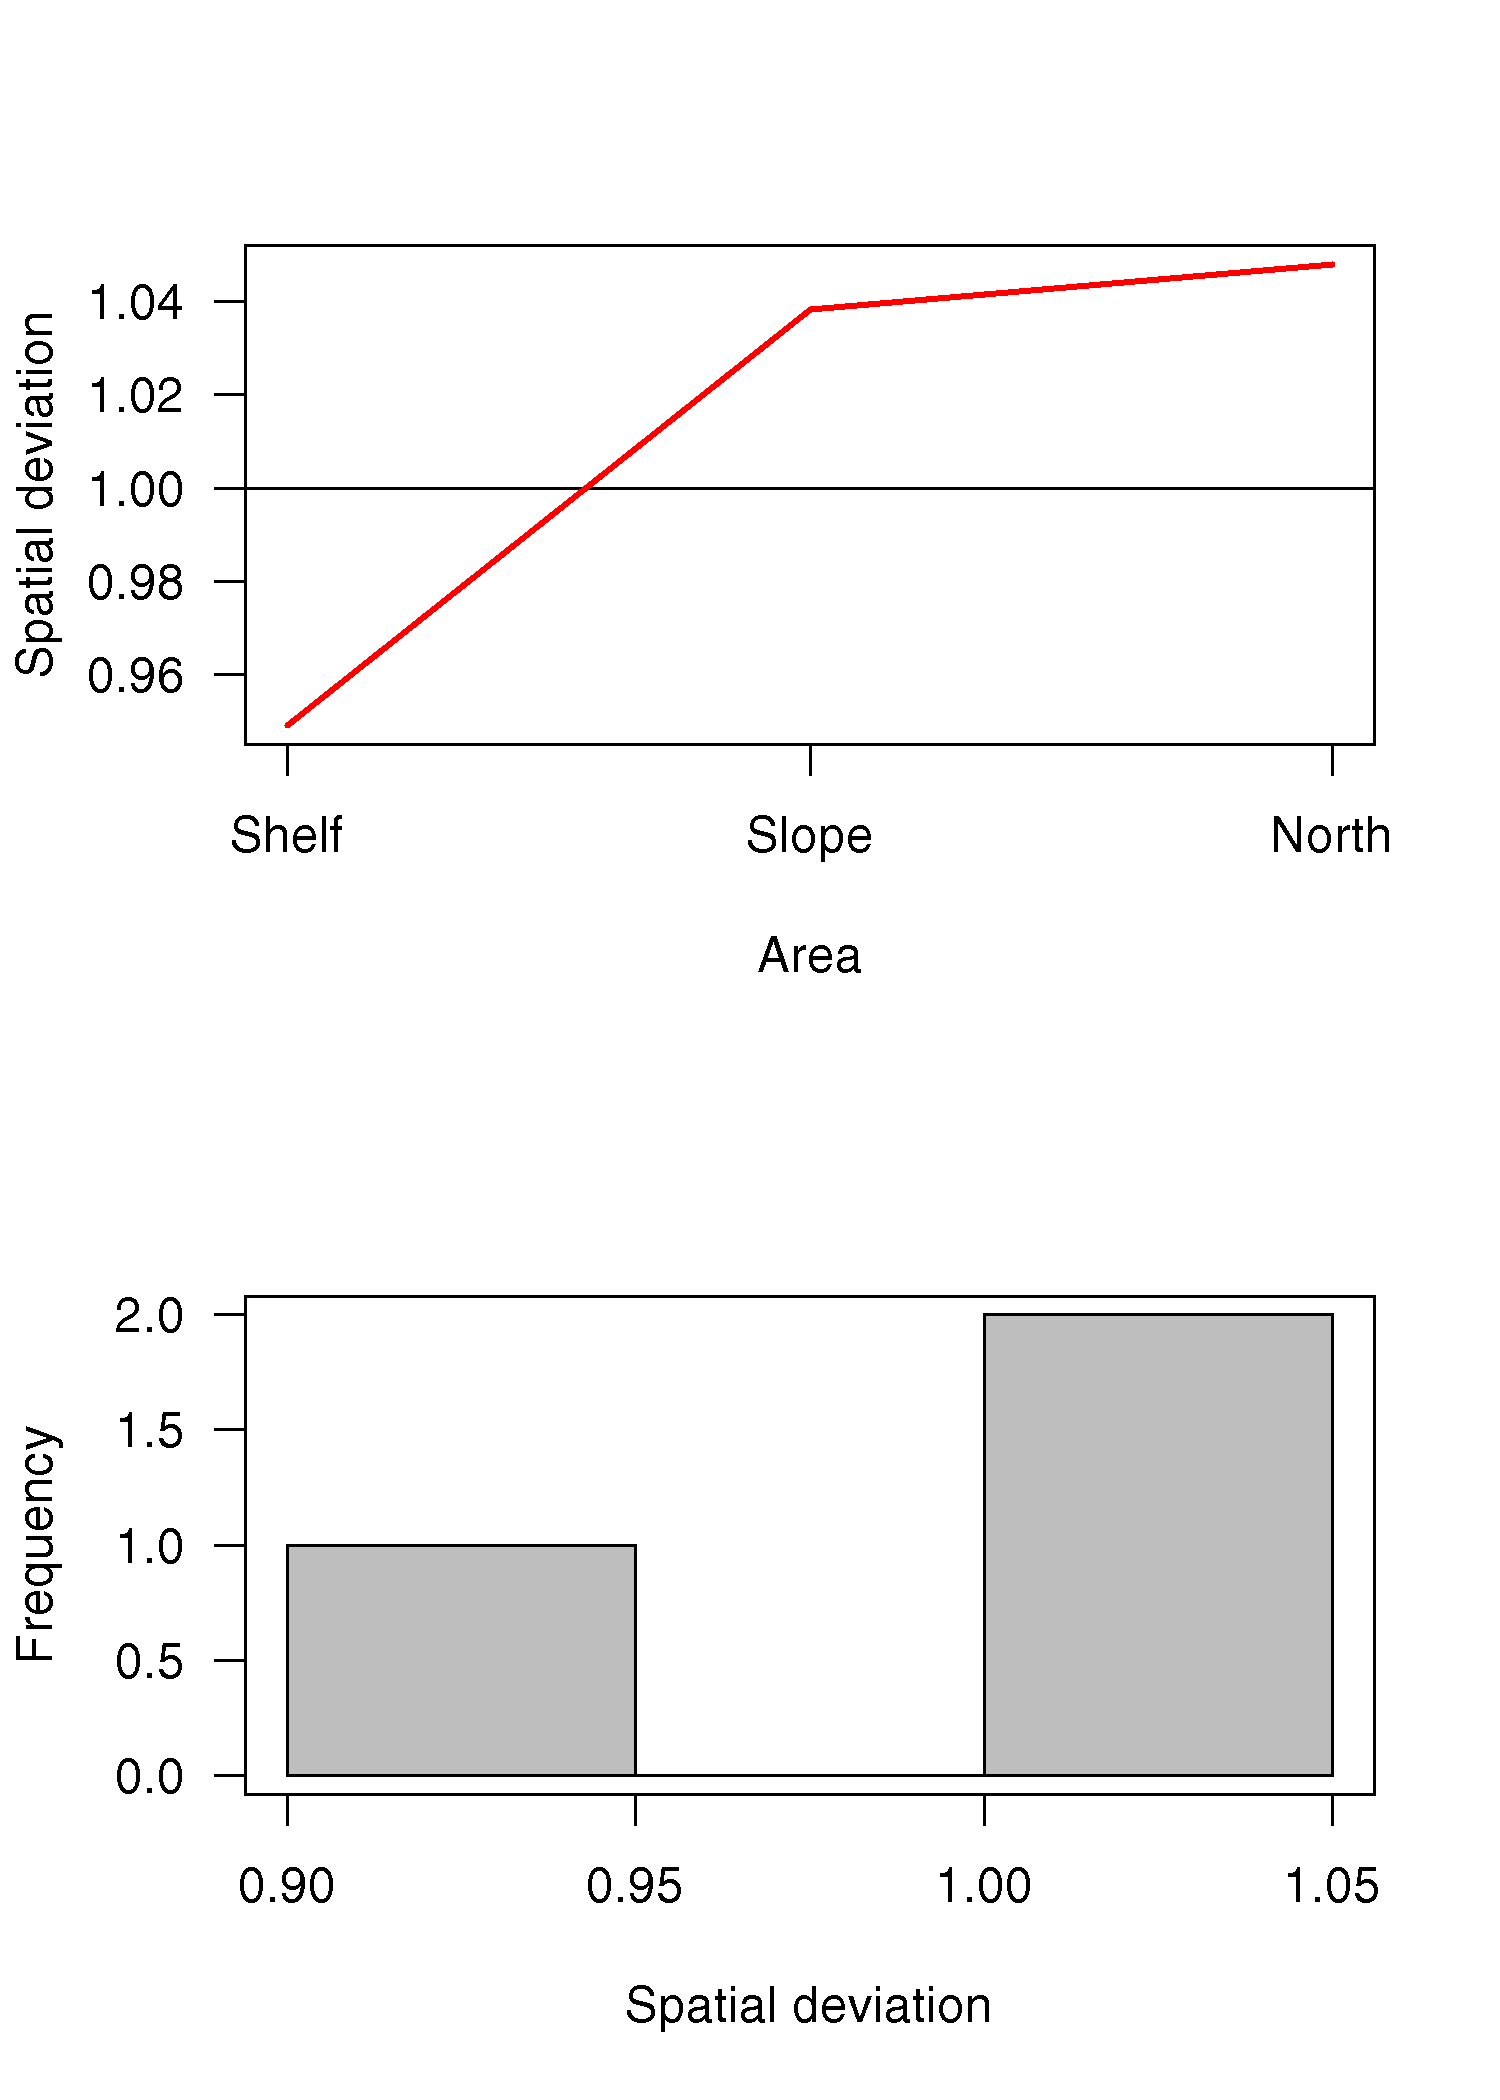 Spatial deviation
1.04
1.02
1.00
0.98
0.96
Shelf Slope North
Area
Frequency
2.0
1.5
1.0
0.5
0.0
0.90 0.95 1.00 1.05
Spatial deviation